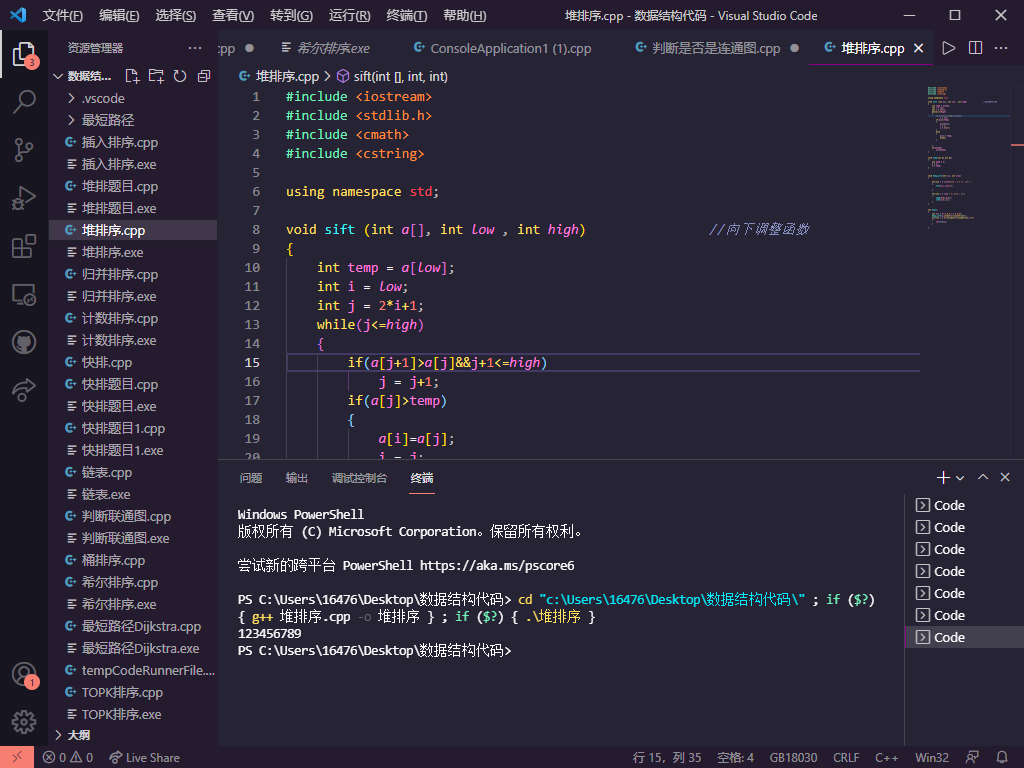 文件(F) 编辑(E) 选择(S) 查看(V) 转到(G) 运行(R) 终端(T) 帮助(H) 堆排序.cpp - 数据结构代码 - Visual Studio Code
资源管理器 ··· cpp 希尔排序.exe ConsoleApplication1 (1).cpp 判断是否是连通图.cpp 堆排序.cpp
3
数据结...
.vscode
最短路径
插入排序.cpp
插入排序.exe
堆排题目.cpp
堆排题目.exe
堆排序.cpp
堆排序.exe
归并排序.cpp
归并排序.exe
计数排序.cpp
计数排序.exe
快排.cpp
快排题目.cpp
快排题目.exe
快排题目1.cpp
快排题目1.exe
链表.cpp
链表.exe
判断联通图.cpp
判断联通图.exe
桶排序.cpp
希尔排序.cpp
希尔排序.exe
最短路径Dijkstra.cpp
最短路径Dijkstra.exe
tempCodeRunnerFile....
TOPK排序.cpp
TOPK排序.exe
大纲
1
堆排序.cpp > sift(int [], int, int)
1 #include <iostream>
2 #include <stdlib.h>
3 #include <cmath>
4 #include <cstring>
5
6 using namespace std;
7
8 void sift (int a[], int low , int high) //向下调整函数
9 {
10 int temp = a[low];
11 int i = low;
12 int j = 2*i+1;
13 while(j<=high)
14 {
15 if(a[j+1]>a[j]&&j+1<=high)
16 j = j+1;
17 if(a[j]>temp)
18 {
19 a[i]=a[j];
20 i = j;
问题 输出 调试控制台 终端
Windows PowerShell
版权所有 (C) Microsoft Corporation。保留所有权利。
尝试新的跨平台 PowerShell https://aka.ms/pscore6
PS C:\Users\16476\Desktop\数据结构代码> cd "c:\Users\16476\Desktop\数据结构代码\" ; if ($?)
{ g++ 堆排序.cpp -o 堆排序 } ; if ($?) { .\堆排序 }
123456789
PS C:\Users\16476\Desktop\数据结构代码>
Code
Code
Code
Code
Code
Code
Code
0 0 Live Share 行 15，列 35 空格: 4 GB18030 CRLF C++ Win32